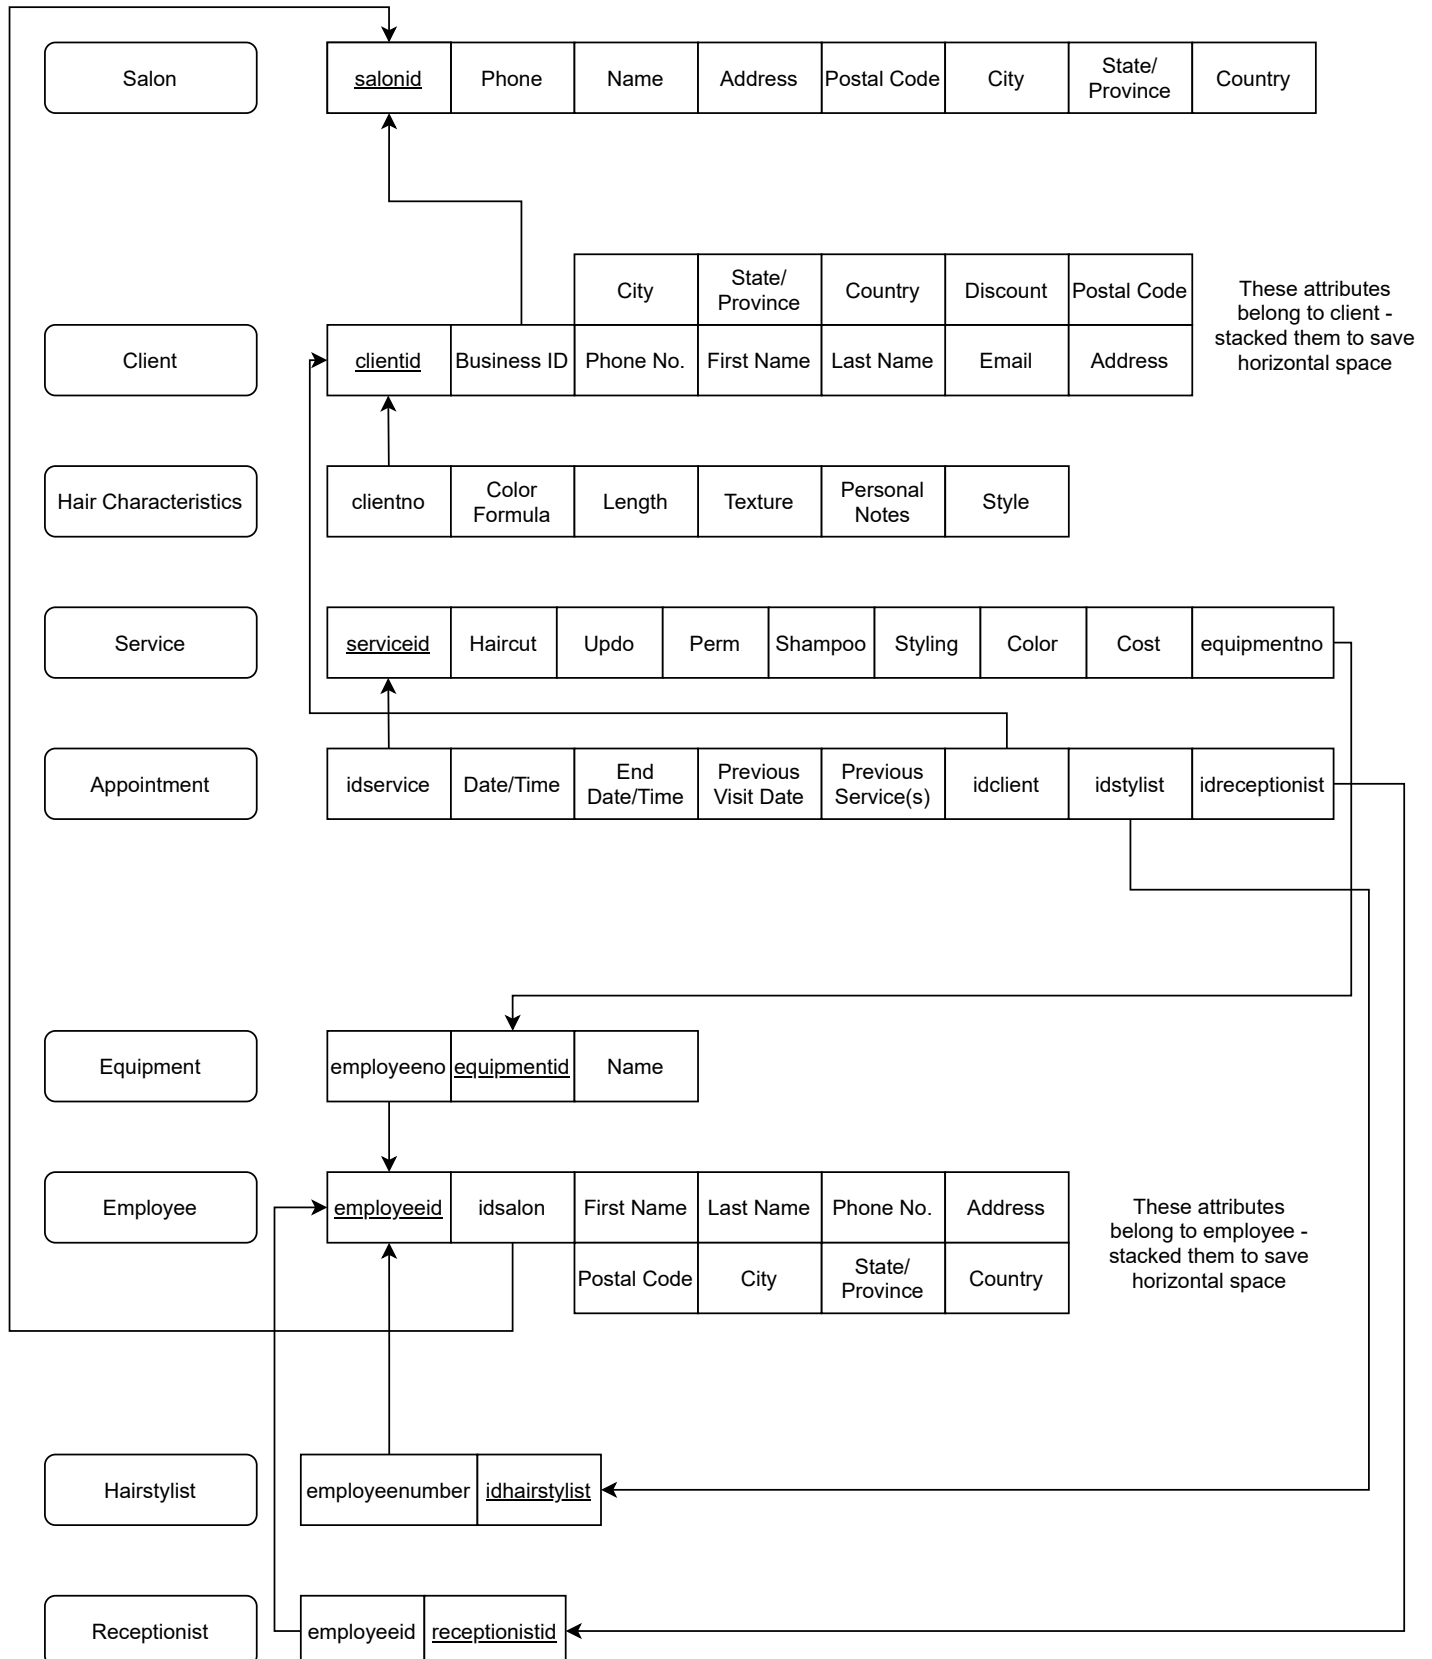 Salon
salonid
Phone
Name
Address
Postal Code
City
State/
Province
Country
City
State/
Province
Country
Discount
Postal Code
These attributes
belong to client -
stacked them to save
horizontal space
Client
clientid
Business ID
Phone No.
First Name
Last Name
Email
Address
Hair Characteristics
clientno
Color
Formula
Length
Texture
Personal
Notes
Style
Service
serviceid
Haircut
Updo
Perm
Shampoo
Styling
Color
Cost
equipmentno
Appointment
idservice
Date/Time
End
Date/Time
Previous
Visit Date
Previous
Service(s)
idclient
idstylist
idreceptionist
Equipment
employeeno
equipmentid
Name
Employee
employeeid
idsalon
First Name
Last Name
Phone No.
Address
These attributes
belong to employee -
stacked them to save
horizontal space
Postal Code
City
State/
Province
Country
Hairstylist
employeenumber
idhairstylist
Receptionist
employeeid
receptionistid